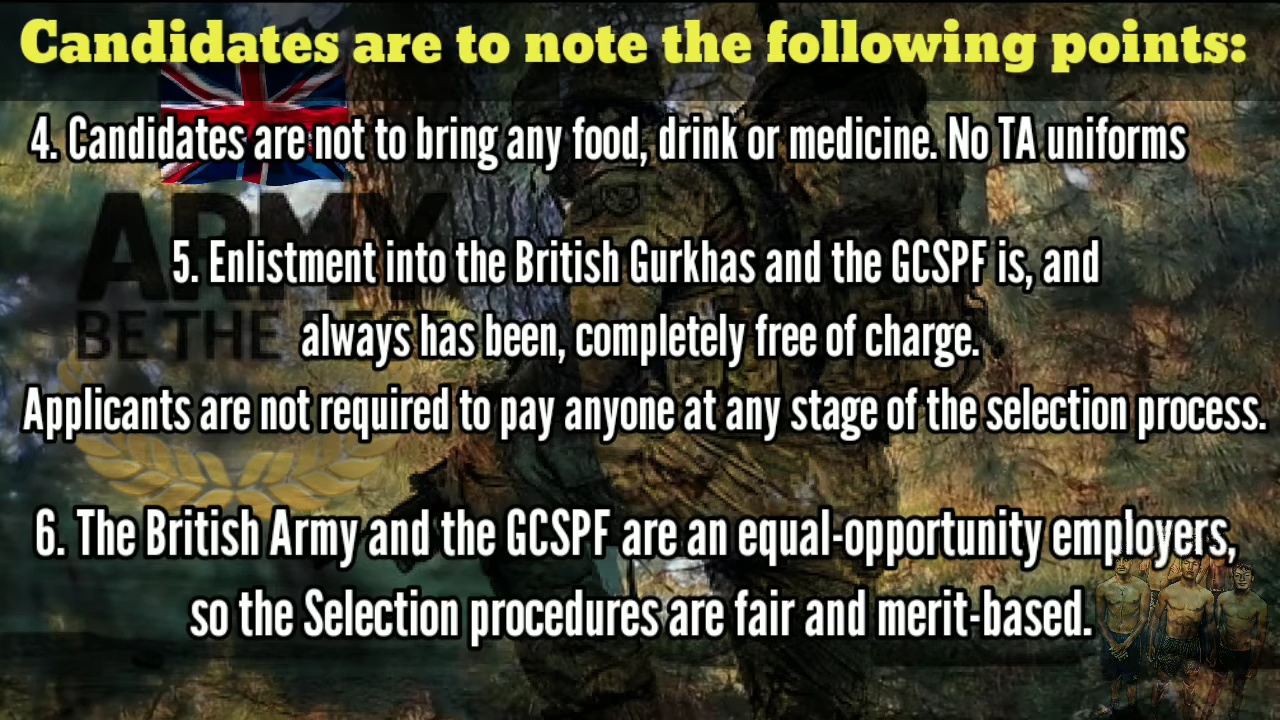 Candidates are to note the following points:
4. Candidates are not to bring any food, drink or medicine. No TA uniforms
ARMY
BE THE
5. Enlistment into the British Gurkhas and the GCSPF is, and
always has been, completely free of charge.
Applicants are not required to pay anyone at any stage of the selection process.
6. The British Army and the GCSPF are an equal-opportunity employers,
so the Selection procedures are fair and merit-based.